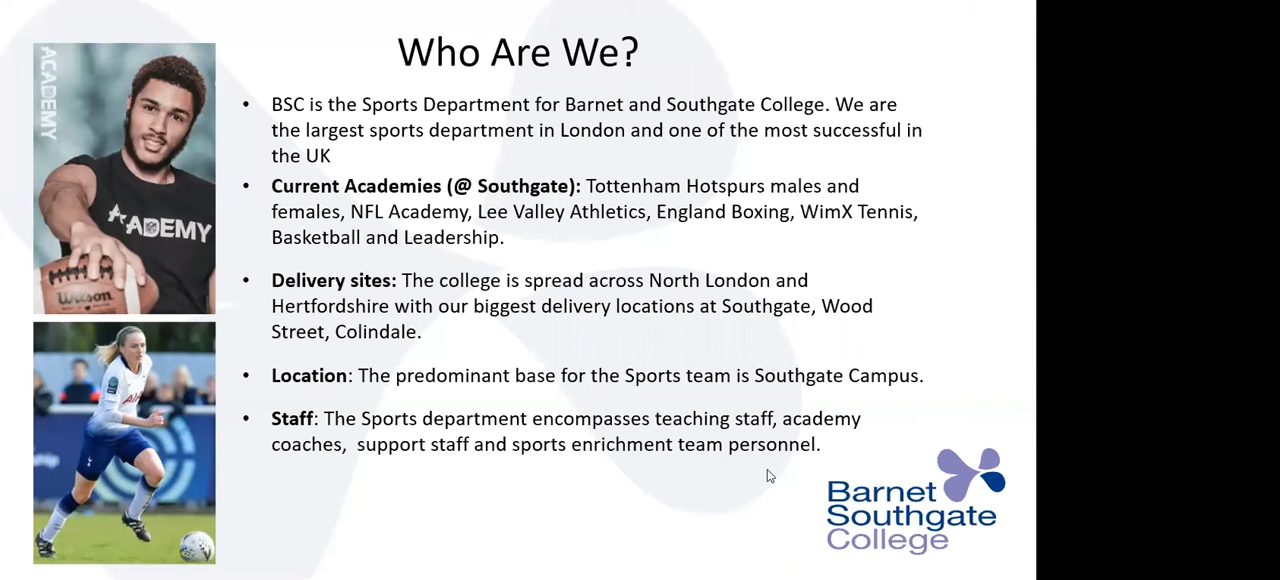 Who Are We?
ACADEMY
ACADEMY
Wilson
• BSC is the Sports Department for Barnet and Southgate College. We are
the largest sports department in London and one of the most successful in
the UK
• Current Academies (@ Southgate): Tottenham Hotspurs males and
females, NFL Academy, Lee Valley Athletics, England Boxing, WimX Tennis,
Basketball and Leadership.
• Delivery sites: The college is spread across North London and
Hertfordshire with our biggest delivery locations at Southgate, Wood
Street, Colindale.
• Location: The predominant base for the Sports team is Southgate Campus.
• Staff: The Sports department encompasses teaching staff, academy
coaches,  support staff and sports enrichment team personnel.
Barnet
Southgate
College